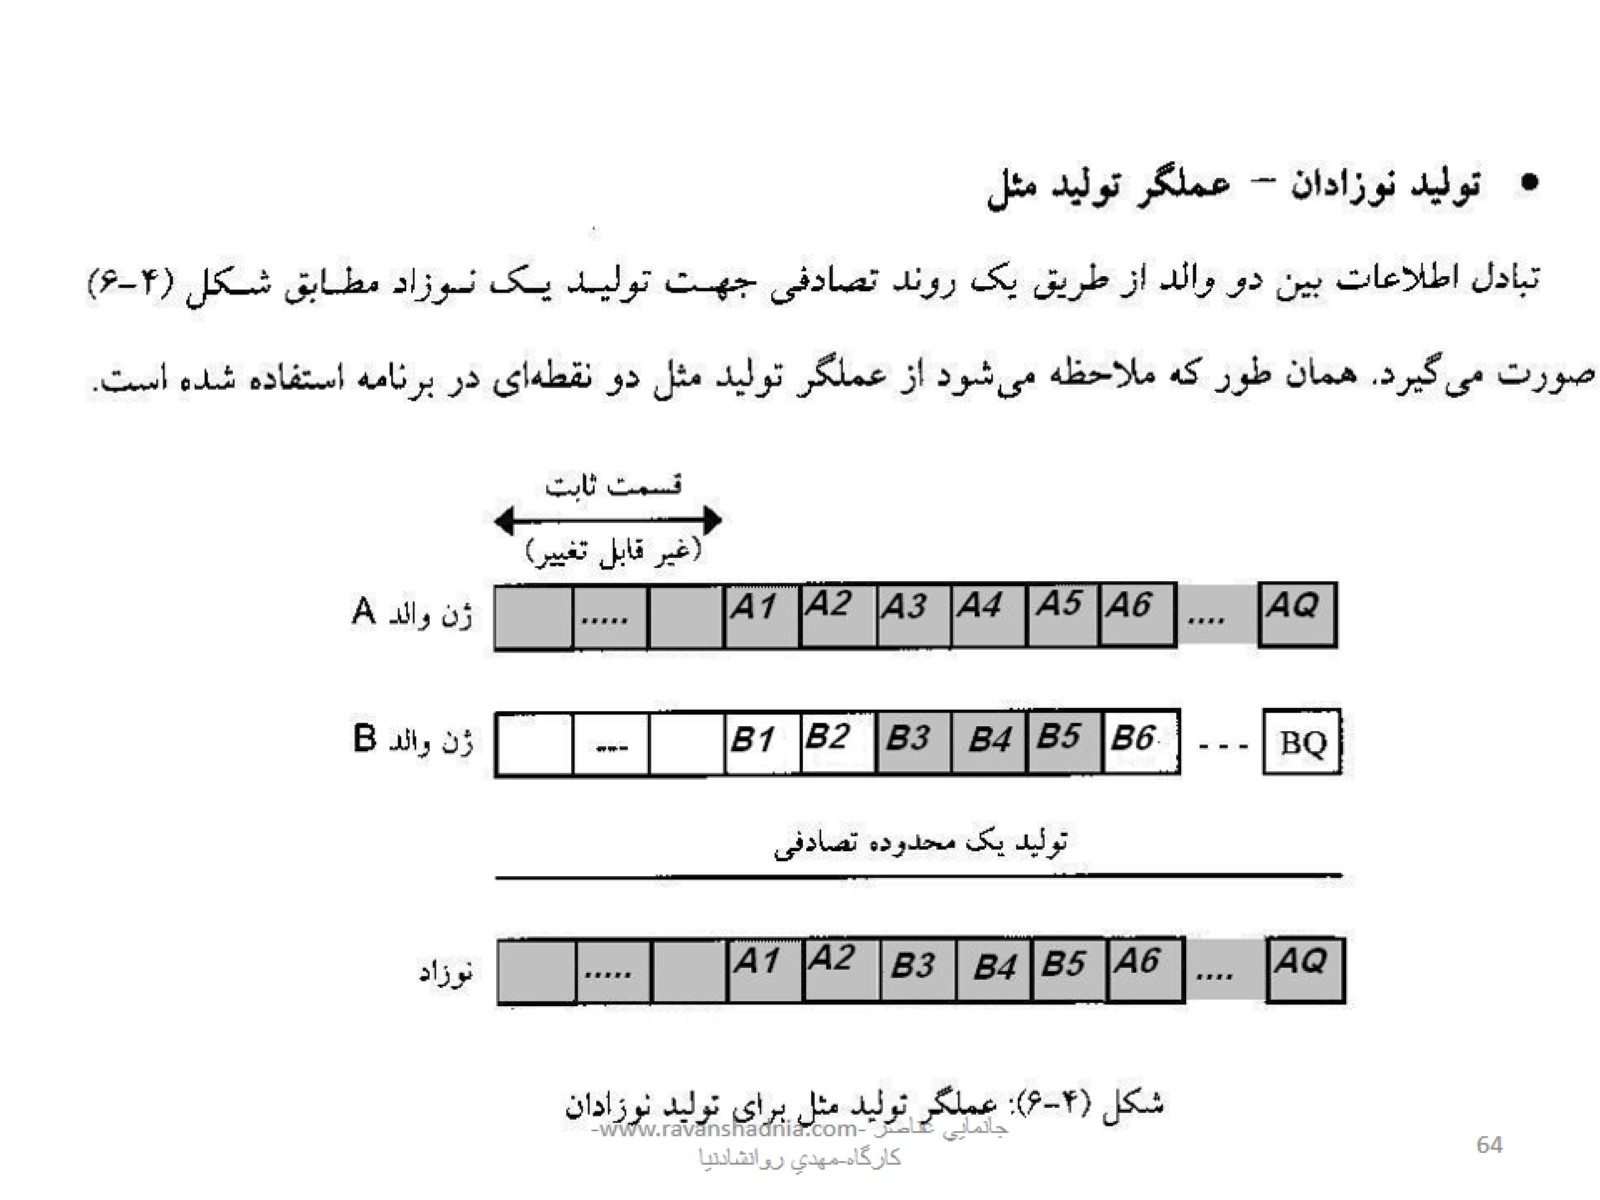 • تولید نوزادان – عملگر تولید مثل
تبادل اطلاعات بین دو والد از طریق یک روند تصادفی جهت تولید یک نوزاد مطابق شکل (۴-۶)
صورت می‌گیرد. همان طور که ملاحظه می‌شود از عملگر تولید مثل دو نقطه‌ای در برنامه استفاده شده است.
قسمت ثابت
(غیر قابل تغییر)
ژن والد A ..... A1 A2 A3 A4 A5 A6 .... AQ
ژن والد B --- B1 B2 B3 B4 B5 B6 - - - BQ
تولید یک محدوده تصادفی
نوزاد ..... A1 A2 B3 B4 B5 A6 .... AQ
شکل (۴-۶): عملگر تولید مثل برای تولید نوزادان
جانمايي عناصر -www.ravanshadnia.com-
كارگاه-مهدي روانشادنيا
64